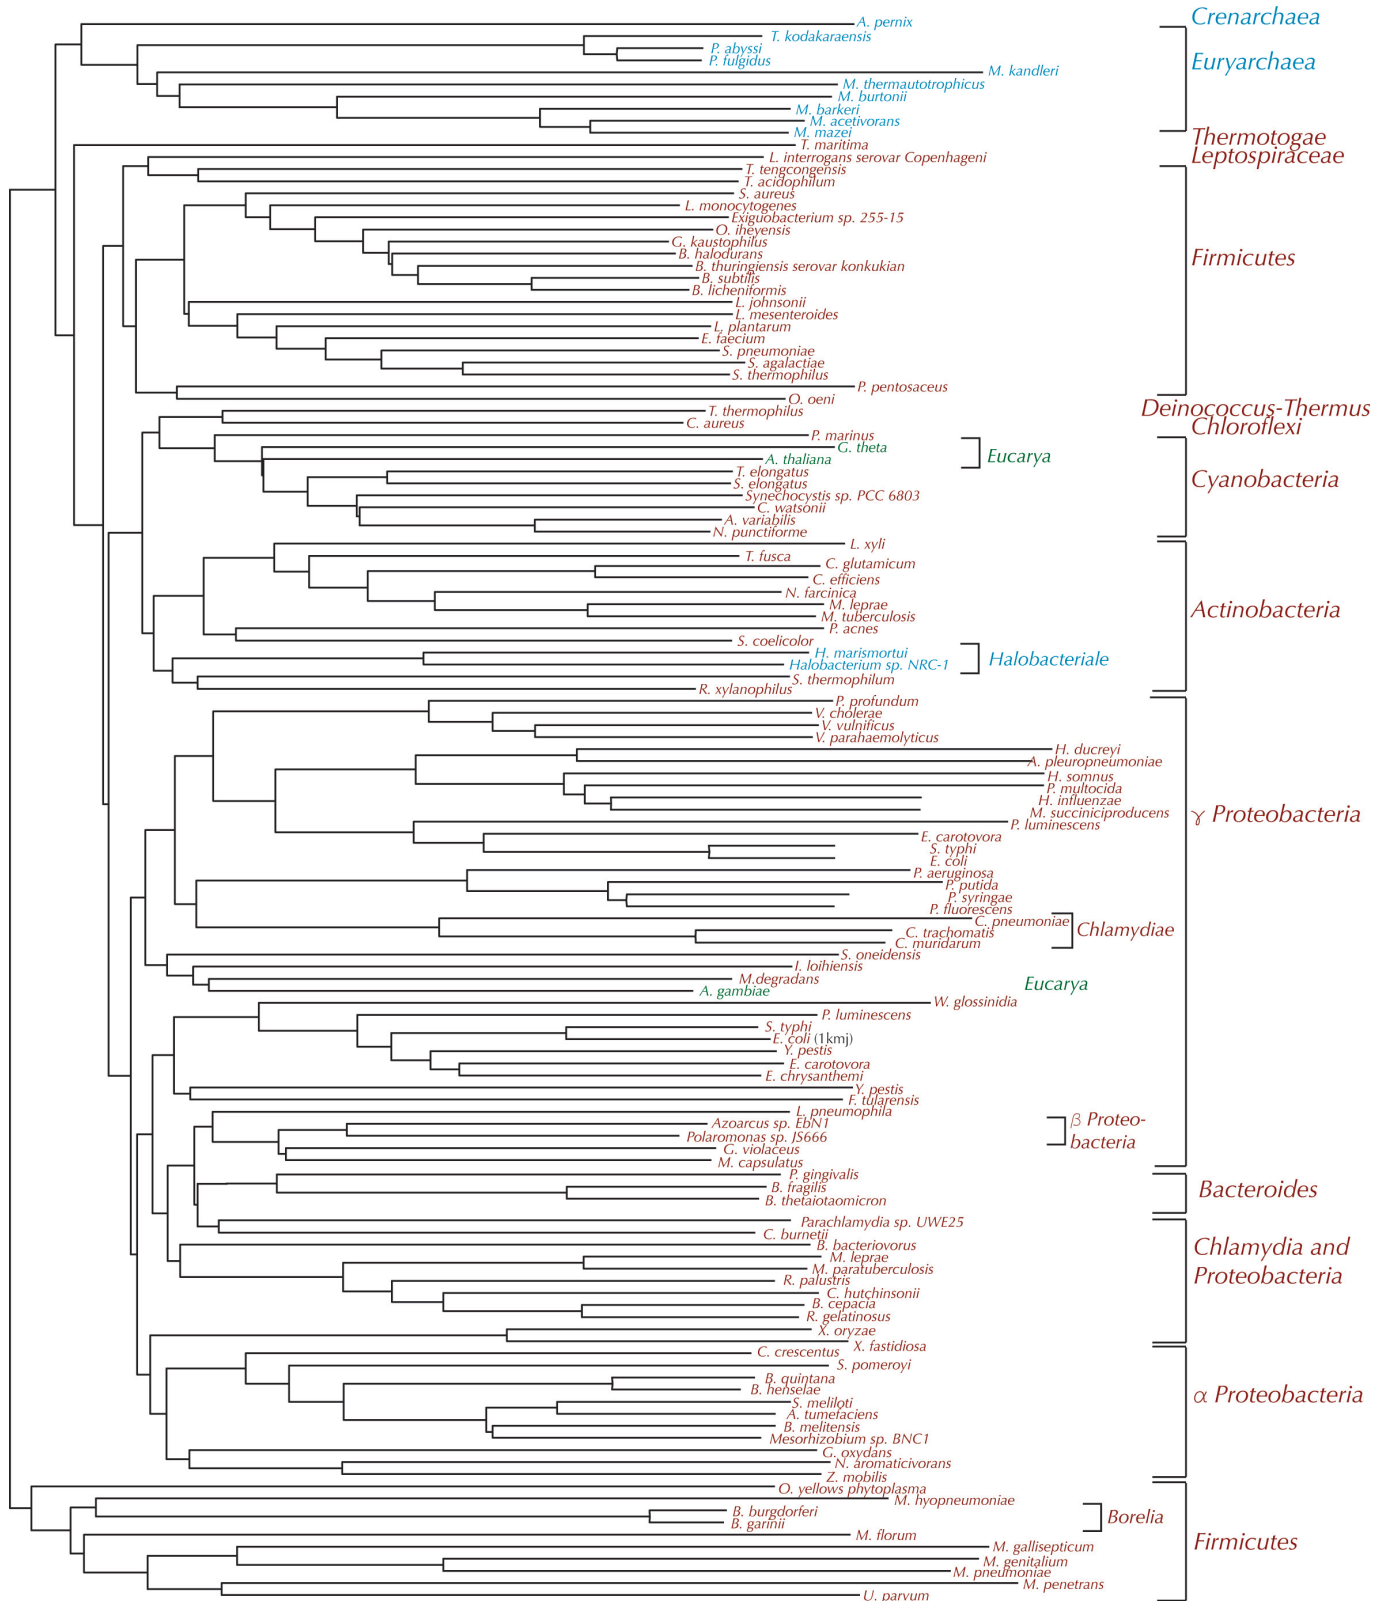 A. pernix
Crenarchaea
T. kodakaraensis
P. abyssi
P. fulgidus
Euryarchaea
M. kandleri
M. thermautotrophicus
M. burtonii
M. barkeri
M. acetivorans
M. mazei
Thermotogae
T. maritima
Leptospiraceae
L. interrogans serovar Copenhageni
T. tengcongensis
T. acidophilum
S. aureus
L. monocytogenes
Exiguobacterium sp. 255-15
O. iheyensis
G. kaustophilus
B. halodurans
Firmicutes
B. thuringiensis serovar konkukian
B. subtilis
B. licheniformis
L. johnsonii
L. mesenteroides
L. plantarum
E. faecium
S. pneumoniae
S. agalactiae
S. thermophilus
P. pentosaceus
O. oeni
Deinococcus-Thermus
T. thermophilus
C. aureus
Chloroflexi
P. marinus
G. theta
Eucarya
A. thaliana
T. elongatus
Cyanobacteria
S. elongatus
Synechocystis sp. PCC 6803
C. watsonii
A. variabilis
N. punctiforme
L. xyli
T. fusca
C. glutamicum
C. efficiens
N. farcinica
M. leprae
Actinobacteria
M. tuberculosis
P. acnes
S. coelicolor
H. marismortui
Halobacteriale
Halobacterium sp. NRC-1
S. thermophilum
R. xylanophilus
P. profundum
V. cholerae
V. vulnificus
V. parahaemolyticus
H. ducreyi
A. pleuropneumoniae
H. somnus
P. multocida
H. influenzae
M. succiniciproducens
γ Proteobacteria
P. luminescens
E. carotovora
S. typhi
E. coli
P. aeruginosa
P. putida
P. syringae
P. fluorescens
C. pneumoniae
Chlamydiae
C. trachomatis
C. muridarum
S. oneidensis
I. loihiensis
M.degradans
Eucarya
A. gambiae
W. glossinidia
P. luminescens
S. typhi
E. coli (1kmj)
Y. pestis
E. carotovora
E. chrysanthemi
Y. pestis
F. tularensis
L. pneumophila
Azoarcus sp. EbN1
β Proteo-
bacteria
Polaromonas sp. JS666
G. violaceus
M. capsulatus
P. gingivalis
B. fragilis
Bacteroides
B. thetaiotaomicron
Parachlamydia sp. UWE25
C. burnetii
B. bacteriovorus
Chlamydia and
Proteobacteria
M. leprae
M. paratuberculosis
R. palustris
C. hutchinsonii
B. cepacia
R. gelatinosus
X. oryzae
X. fastidiosa
C. crescentus
S. pomeroyi
B. quintana
B. henselae
α Proteobacteria
S. meliloti
A. tumefaciens
B. melitensis
Mesorhizobium sp. BNC1
G. oxydans
N. aromaticivorans
Z. mobilis
O. yellows phytoplasma
M. hyopneumoniae
B. burgdorferi
Borelia
B. garinii
M. florum
Firmicutes
M. gallisepticum
M. genitalium
M. pneumoniae
M. penetrans
U. parvum